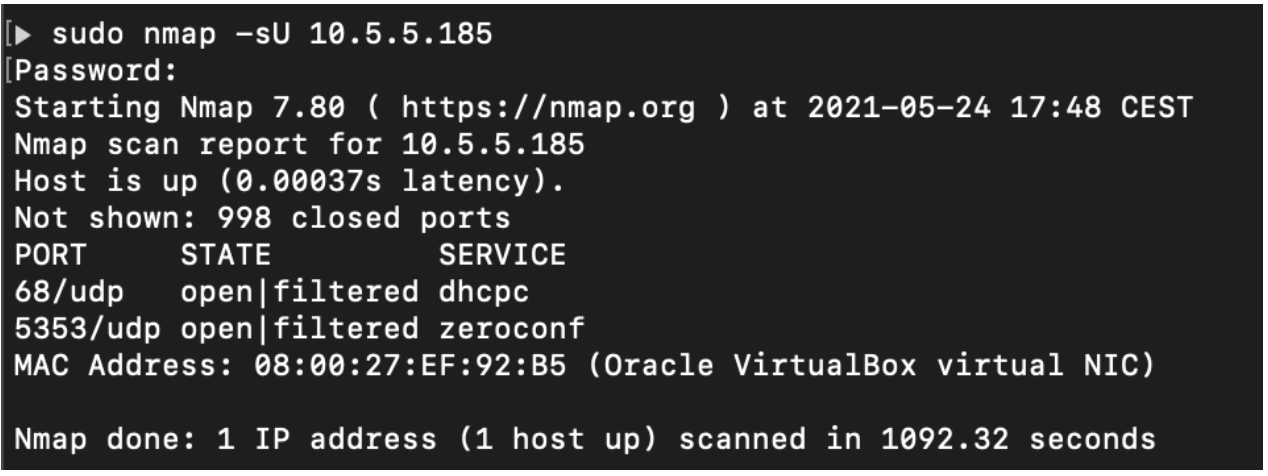 [▶ sudo nmap -sU 10.5.5.185
[Password:
Starting Nmap 7.80 ( https://nmap.org ) at 2021-05-24 17:48 CEST
Nmap scan report for 10.5.5.185
Host is up (0.00037s latency).
Not shown: 998 closed ports
PORT     STATE         SERVICE
68/udp   open|filtered dhcpc
5353/udp open|filtered zeroconf
MAC Address: 08:00:27:EF:92:B5 (Oracle VirtualBox virtual NIC)
Nmap done: 1 IP address (1 host up) scanned in 1092.32 seconds